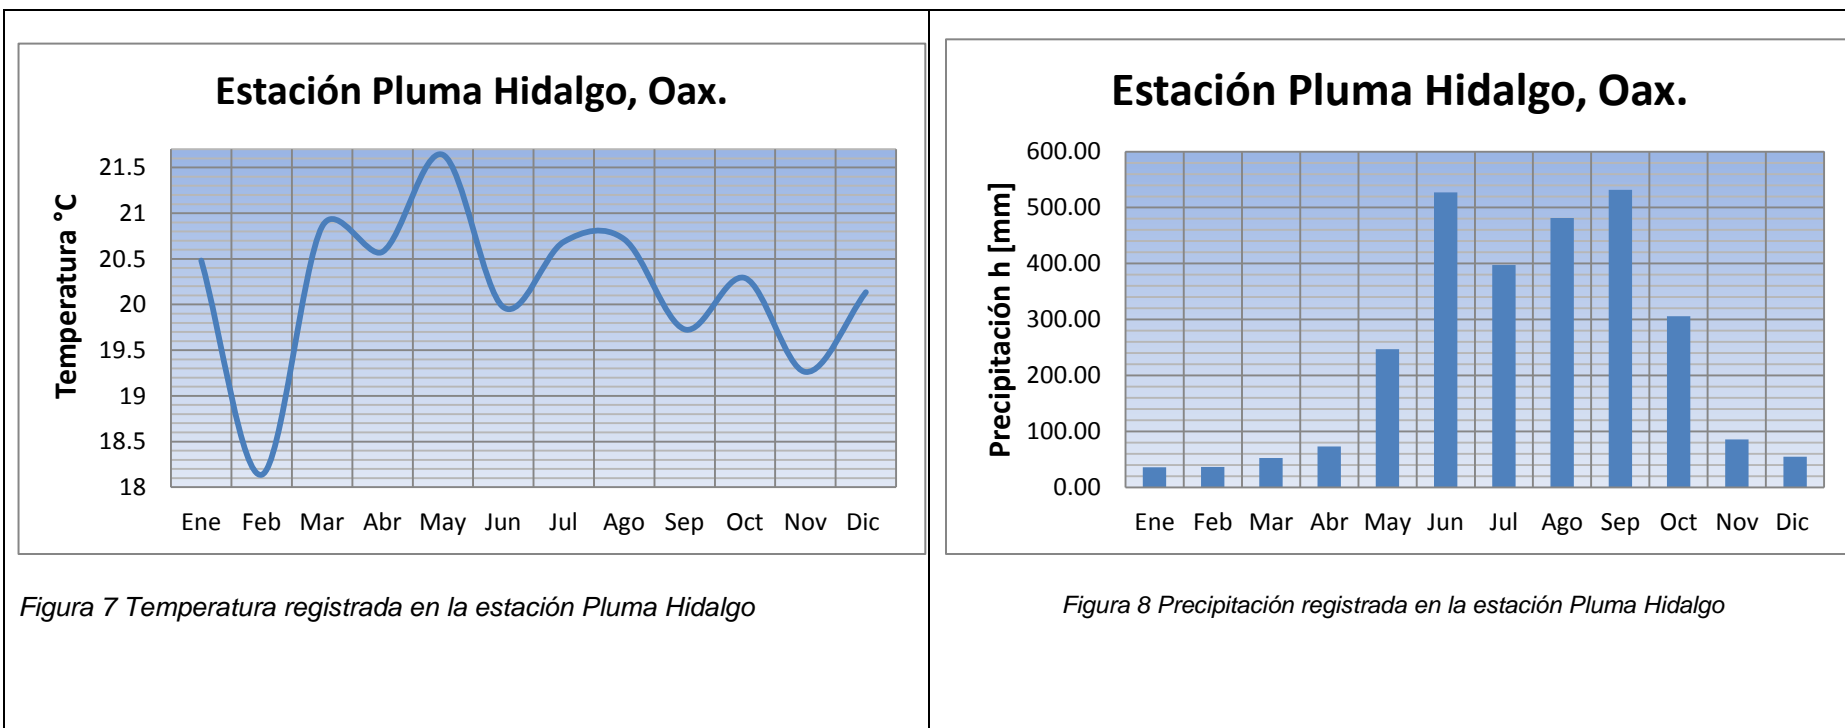 Estación Pluma Hidalgo, Oax.
Temperatura °C
21.5
21
20.5
20
19.5
19
18.5
18
Ene Feb Mar Abr May Jun Jul Ago Sep Oct Nov Dic
Figura 7 Temperatura registrada en la estación Pluma Hidalgo
Estación Pluma Hidalgo, Oax.
Precipitación h [mm]
600.00
500.00
400.00
300.00
200.00
100.00
0.00
Ene Feb Mar Abr May Jun Jul Ago Sep Oct Nov Dic
Figura 8 Precipitación registrada en la estación Pluma Hidalgo